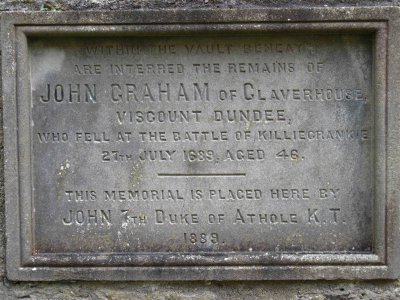 WITHIN THE VAULT BENEATH
ARE INTERRED THE REMAINS OF
JOHN GRAHAM OF CLAVERHOUSE,
VISCOUNT DUNDEE,
WHO FELL AT THE BATTLE OF KILLIECRANKIE
27TH JULY 1689, AGED 46.
THIS MEMORIAL IS PLACED HERE BY
JOHN 7TH DUKE OF ATHOLE K.T.
1889.